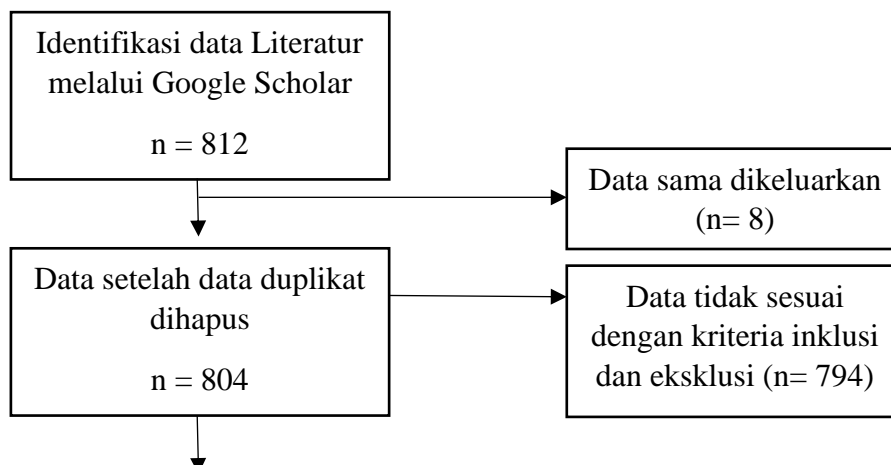 Identifikasi data Literatur
melalui Google Scholar
n = 812
Data sama dikeluarkan
(n= 8)
Data setelah data duplikat
dihapus
n = 804
Data tidak sesuai
dengan kriteria inklusi
dan eksklusi (n= 794)